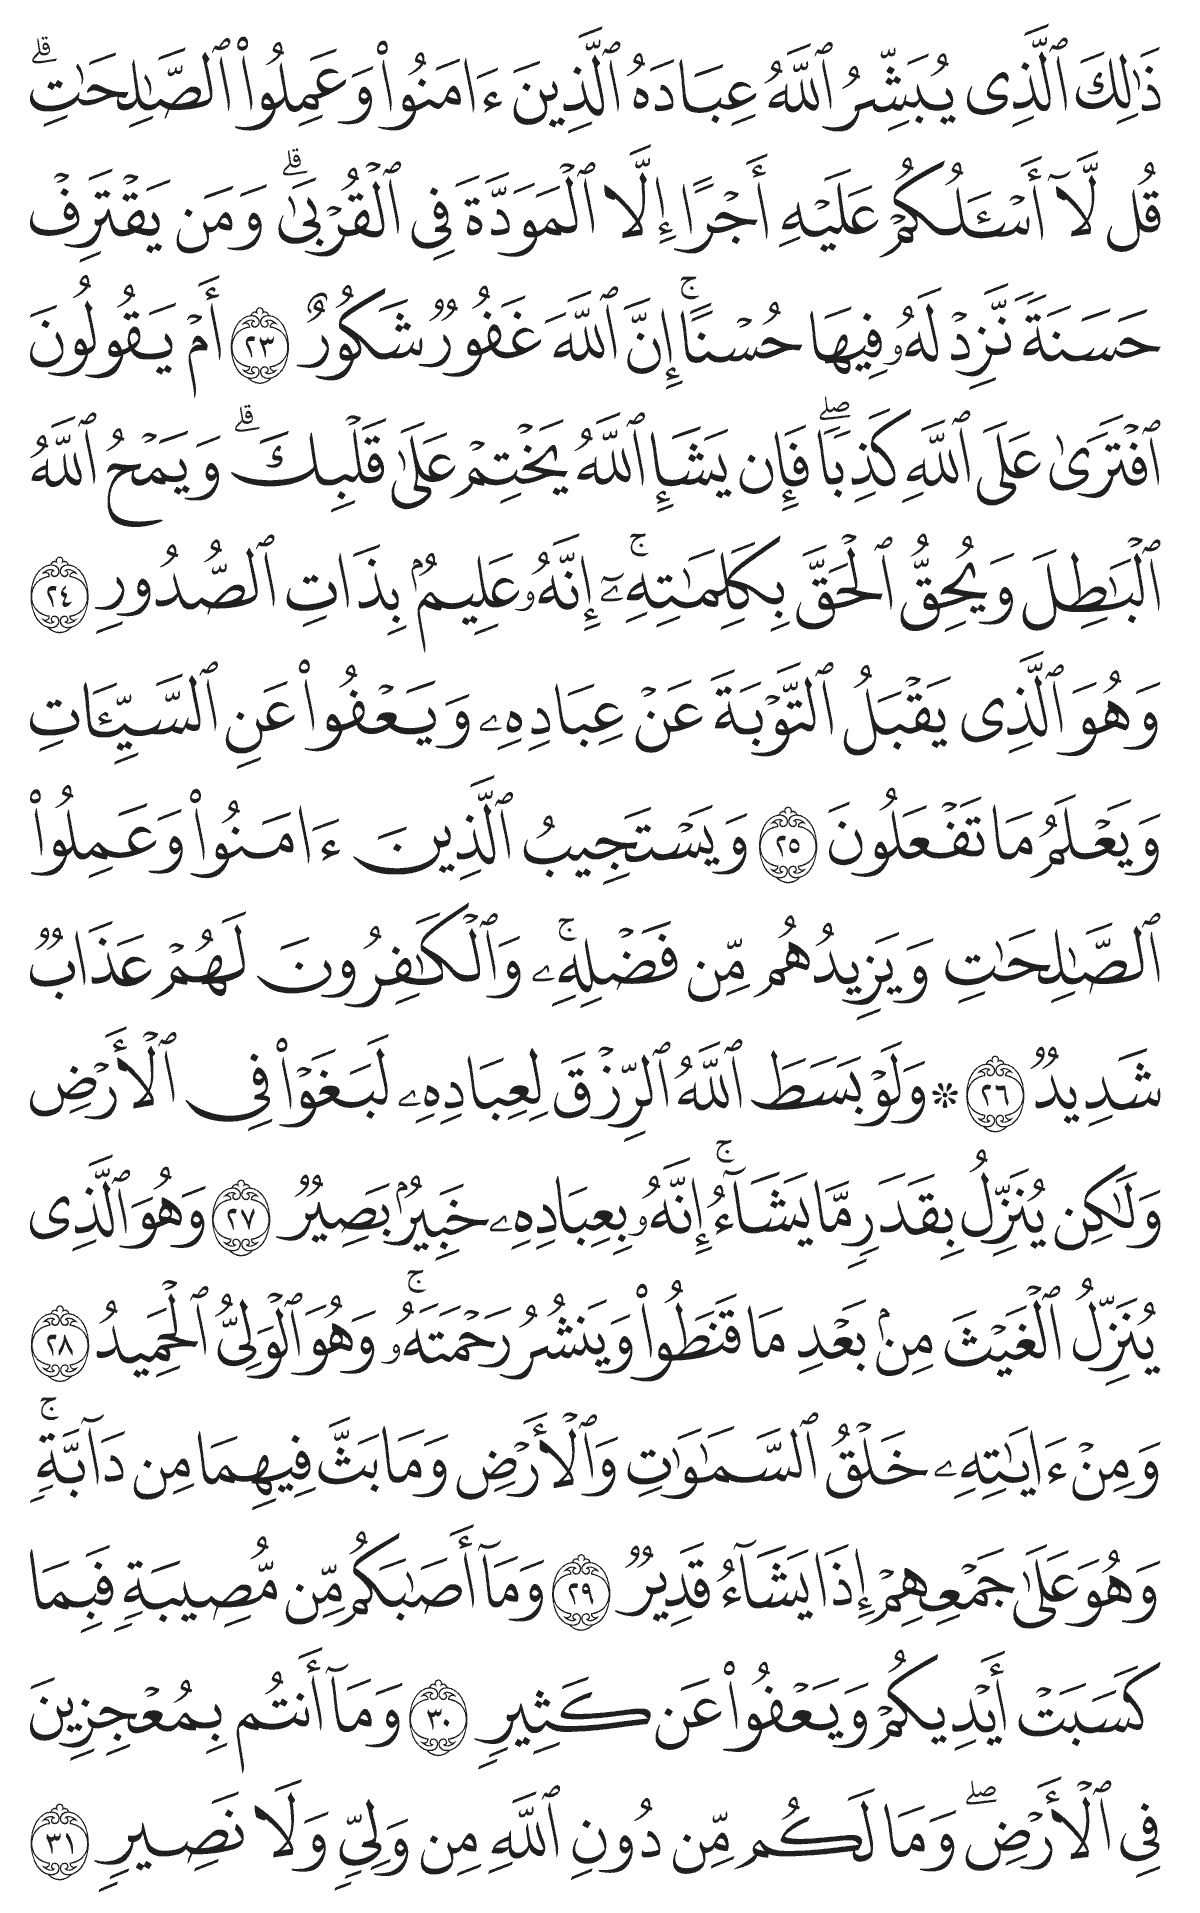 ذَٰلِكَ ٱلَّذِى يُبَشِّرُ ٱللَّهُ عِبَادَهُ ٱلَّذِينَ ءَامَنُوا۟ وَعَمِلُوا۟ ٱلصَّـٰلِحَـٰتِ ۗ
قُل لَّآ أَسْـَٔلُكُمْ عَلَيْهِ أَجْرًا إِلَّا ٱلْمَوَدَّةَ فِى ٱلْقُرْبَىٰ ۗ وَمَن يَقْتَرِفْ
حَسَنَةً نَّزِدْ لَهُۥ فِيهَا حُسْنًا ۚ إِنَّ ٱللَّهَ غَفُورٌ شَكُورٌ ٢٣ أَمْ يَقُولُونَ
ٱفْتَرَىٰ عَلَى ٱللَّهِ كَذِبًا ۖ فَإِن يَشَإِ ٱللَّهُ يَخْتِمْ عَلَىٰ قَلْبِكَ ۗ وَيَمْحُ ٱللَّهُ
ٱلْبَـٰطِلَ وَيُحِقُّ ٱلْحَقَّ بِكَلِمَـٰتِهِۦٓ ۚ إِنَّهُۥ عَلِيمٌۢ بِذَاتِ ٱلصُّدُورِ ٢٤
وَهُوَ ٱلَّذِى يَقْبَلُ ٱلتَّوْبَةَ عَنْ عِبَادِهِۦ وَيَعْفُوا۟ عَنِ ٱلسَّيِّـَٔاتِ
وَيَعْلَمُ مَا تَفْعَلُونَ ٢٥ وَيَسْتَجِيبُ ٱلَّذِينَ ءَامَنُوا۟ وَعَمِلُوا۟
ٱلصَّـٰلِحَـٰتِ وَيَزِيدُهُم مِّن فَضْلِهِۦ ۚ وَٱلْكَـٰفِرُونَ لَهُمْ عَذَابٌ
شَدِيدٌ ٢٦ ۞ وَلَوْ بَسَطَ ٱللَّهُ ٱلرِّزْقَ لِعِبَادِهِۦ لَبَغَوْا۟ فِى ٱلْأَرْضِ
وَلَـٰكِن يُنَزِّلُ بِقَدَرٍ مَّا يَشَآءُ ۚ إِنَّهُۥ بِعِبَادِهِۦ خَبِيرٌۢ بَصِيرٌ ٢٧ وَهُوَ ٱلَّذِى
يُنَزِّلُ ٱلْغَيْثَ مِنۢ بَعْدِ مَا قَنَطُوا۟ وَيَنشُرُ رَحْمَتَهُۥ ۚ وَهُوَ ٱلْوَلِىُّ ٱلْحَمِيدُ ٢٨
وَمِنْ ءَايَـٰتِهِۦ خَلْقُ ٱلسَّمَـٰوَٰتِ وَٱلْأَرْضِ وَمَا بَثَّ فِيهِمَا مِن دَآبَّةٍ ۚ
وَهُوَ عَلَىٰ جَمْعِهِمْ إِذَا يَشَآءُ قَدِيرٌ ٢٩ وَمَآ أَصَـٰبَكُم مِّن مُّصِيبَةٍ فَبِمَا
كَسَبَتْ أَيْدِيكُمْ وَيَعْفُوا۟ عَن كَثِيرٍ ٣٠ وَمَآ أَنتُم بِمُعْجِزِينَ
فِى ٱلْأَرْضِ ۖ وَمَا لَكُم مِّن دُونِ ٱللَّهِ مِن وَلِىٍّ وَلَا نَصِيرٍ ٣١